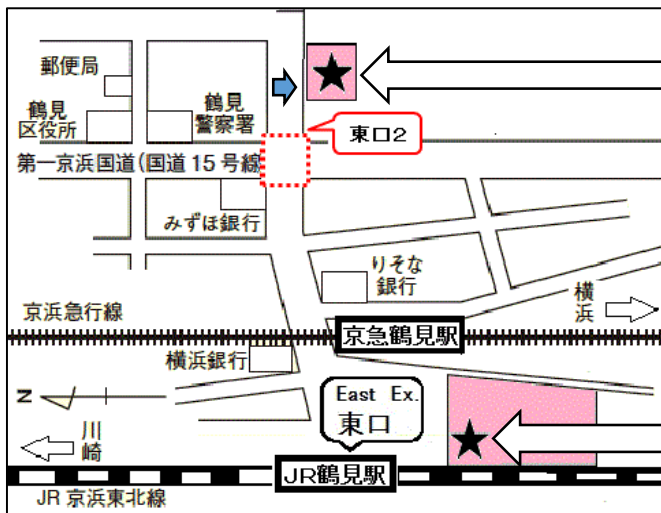 郵便局
鶴見
区役所
鶴見
警察署
東口2
第一京浜国道(国道15号線
みずほ銀行
りそな
銀行
横
浜
京浜急行線
京急鶴見駅
横浜銀行
N
East Ex.
東口
川
崎
JR鶴見駅
JR 京浜東北線